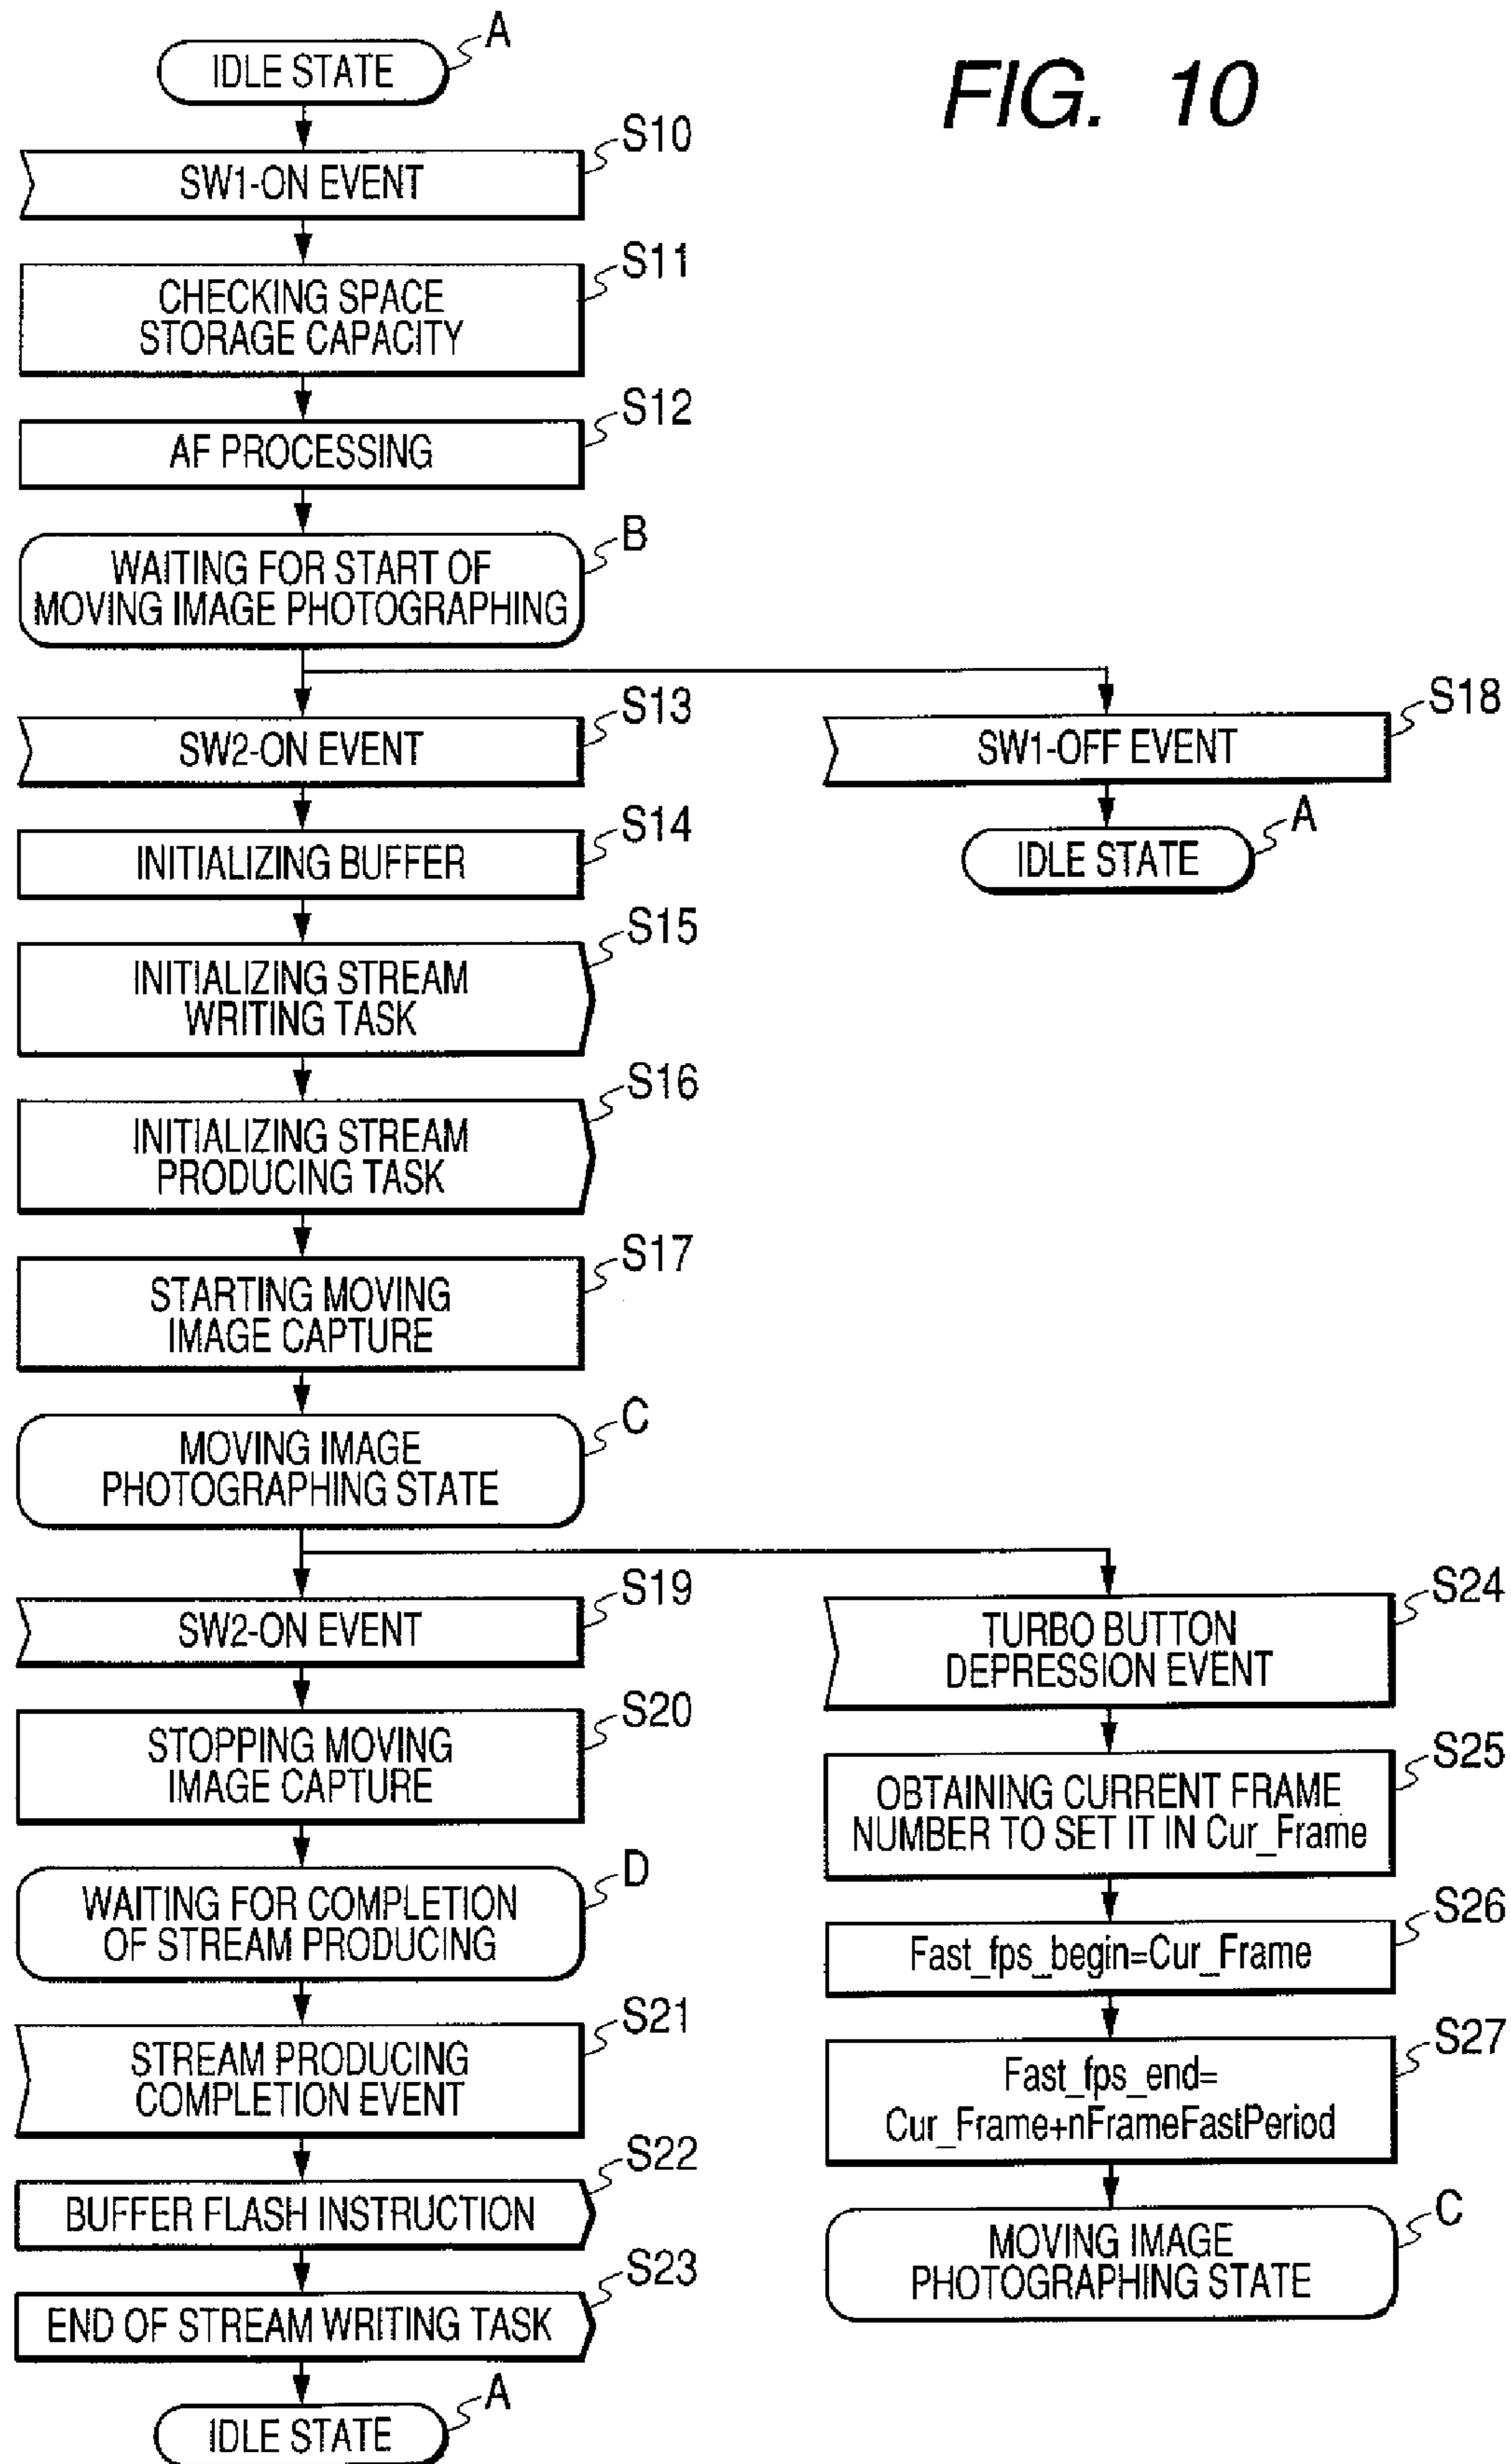 FIG. 10
IDLE STATE
A
SW1-ON EVENT
S10
CHECKING SPACE
STORAGE CAPACITY
S11
AF PROCESSING
S12
WAITING FOR START OF
MOVING IMAGE PHOTOGRAPHING
B
SW2-ON EVENT
S13
INITIALIZING BUFFER
S14
INITIALIZING STREAM
WRITING TASK
S15
INITIALIZING STREAM
PRODUCING TASK
S16
STARTING MOVING
IMAGE CAPTURE
S17
MOVING IMAGE
PHOTOGRAPHING STATE
C
SW1-OFF EVENT
S18
IDLE STATE
A
SW2-ON EVENT
S19
STOPPING MOVING
IMAGE CAPTURE
S20
WAITING FOR COMPLETION
OF STREAM PRODUCING
D
STREAM PRODUCING
COMPLETION EVENT
S21
BUFFER FLASH INSTRUCTION
S22
END OF STREAM WRITING TASK
S23
IDLE STATE
A
TURBO BUTTON
DEPRESSION EVENT
S24
OBTAINING CURRENT FRAME
NUMBER TO SET IT IN Cur_Frame
S25
Fast_fps_begin=Cur_Frame
S26
Fast_fps_end=
Cur_Frame+nFrameFastPeriod
S27
MOVING IMAGE
PHOTOGRAPHING STATE
C